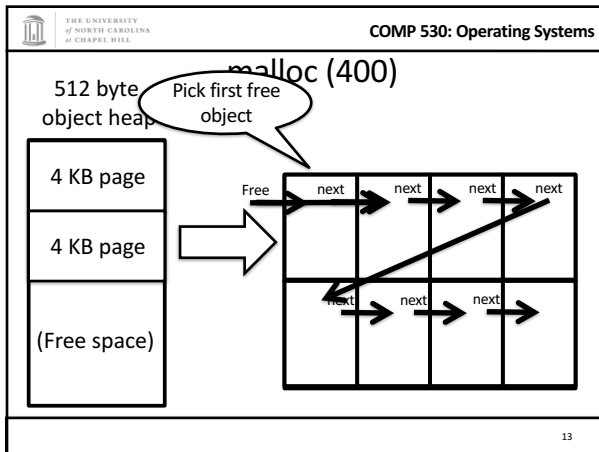 THE UNIVERSITY
of NORTH CAROLINA
at CHAPEL HILL
COMP 530: Operating Systems
malloc (400)
512 byte
object heap
Pick first free
object
4 KB page
4 KB page
(Free space)
Free
next
next
next
next
next
next
next
13